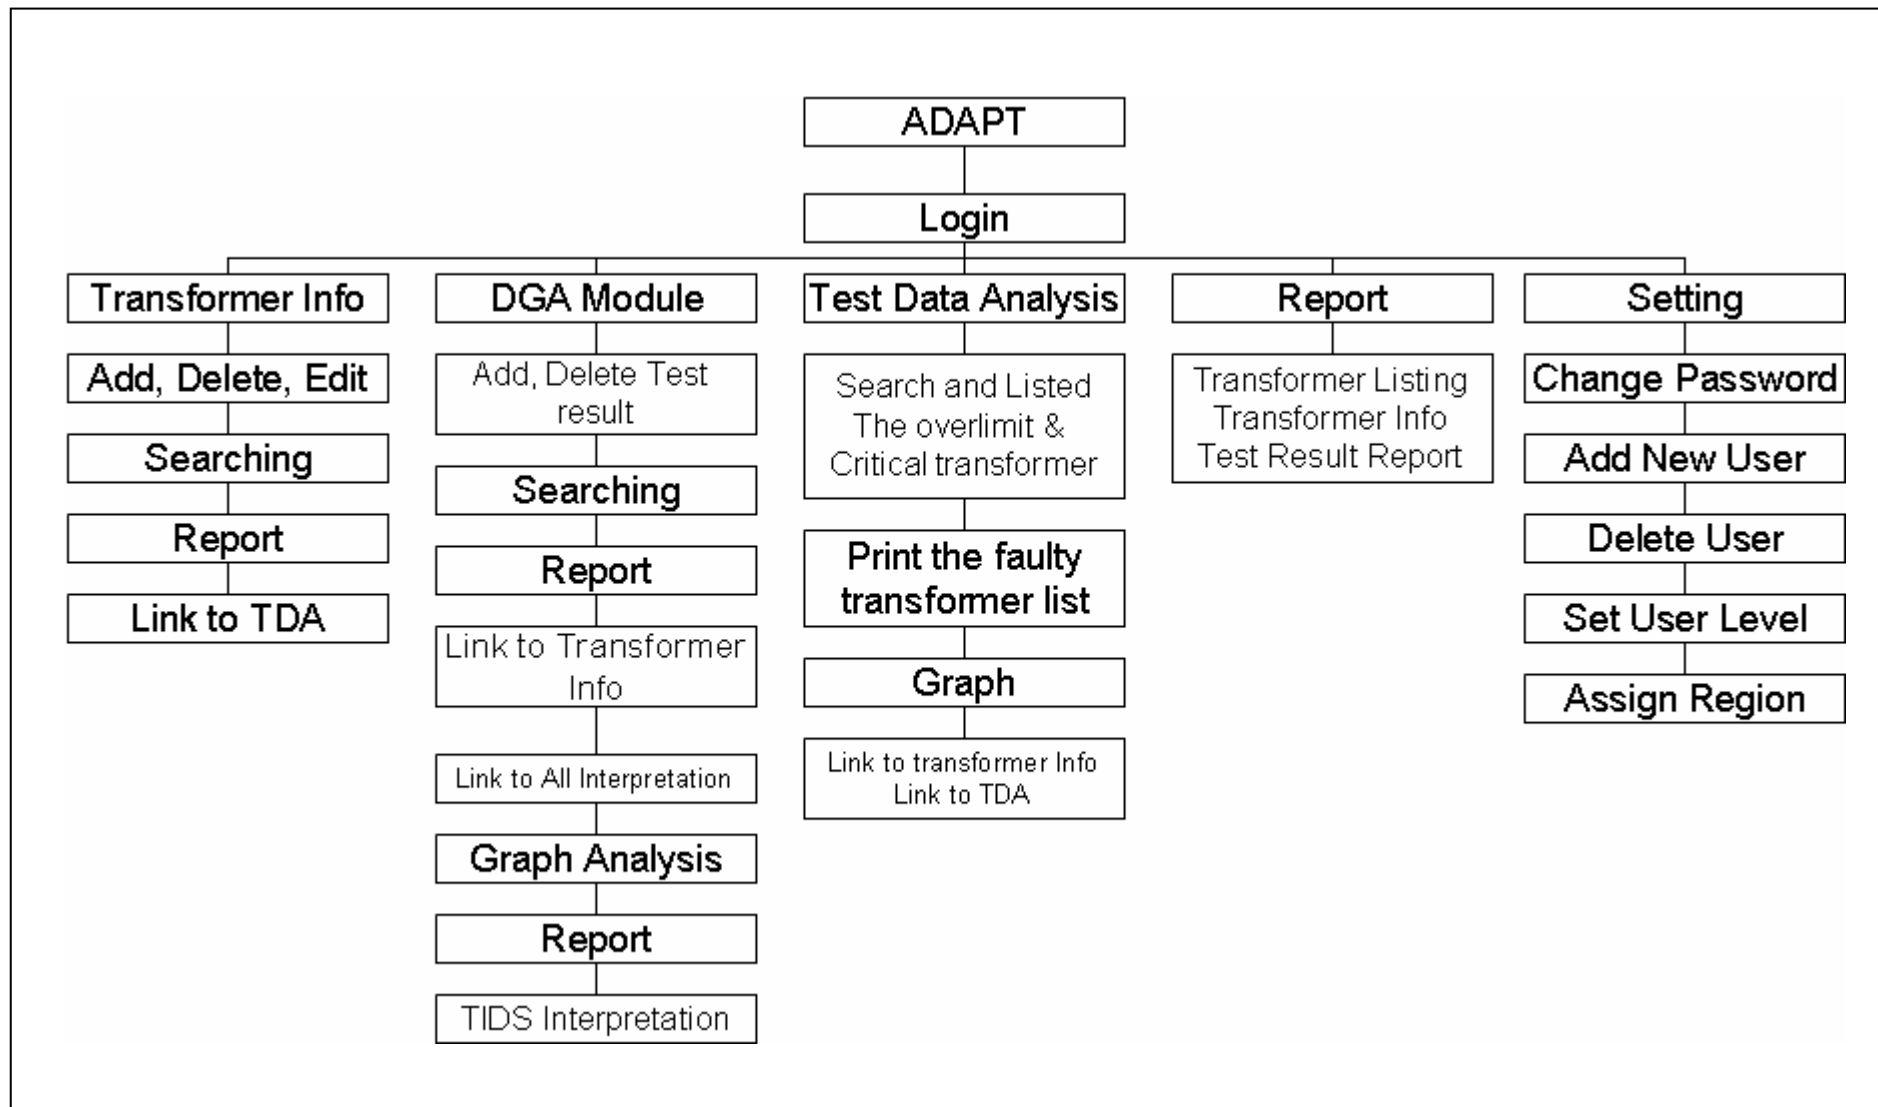 ADAPT
Login
Transformer Info
Add, Delete, Edit
Searching
Report
Link to TDA
DGA Module
Add, Delete Test
result
Searching
Report
Link to Transformer
Info
Link to All Interpretation
Graph Analysis
Report
TIDS Interpretation
Test Data Analysis
Search and Listed
The overlimit &
Critical transformer
Print the faulty
transformer list
Graph
Link to transformer Info
Link to TDA
Report
Transformer Listing
Transformer Info
Test Result Report
Setting
Change Password
Add New User
Delete User
Set User Level
Assign Region